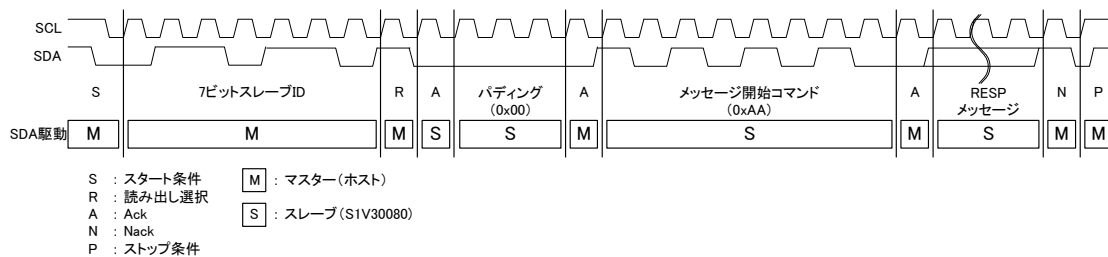 SCL
SDA
S 7ビットスレーブID R A パディング (0x00) A メッセージ開始コマンド (0xAA) A RESP メッセージ N P
SDA駆動 M M M S S M S M S M M
S : スタート条件 M : マスター(ホスト)
R : 読み出し選択
A : Ack S : スレーブ(S1V30080)
N : Nack
P : ストップ条件